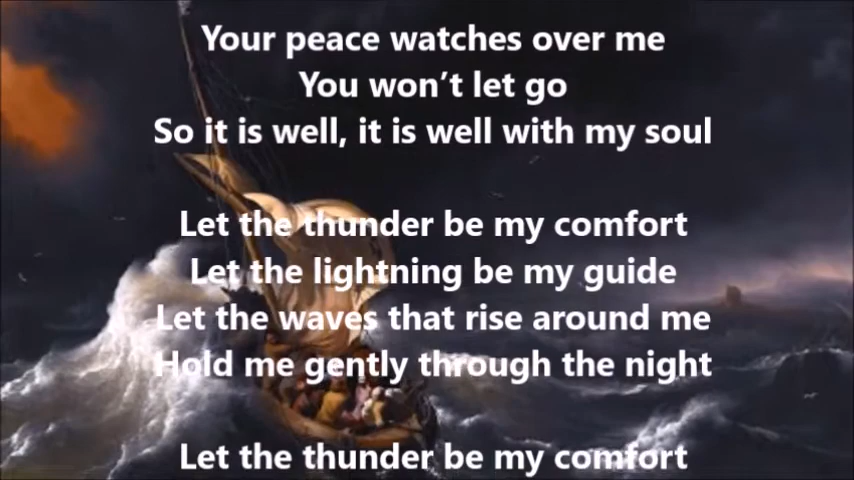 Your peace watches over me
You won’t let go
So it is well, it is well with my soul
Let the thunder be my comfort
Let the lightning be my guide
Let the waves that rise around me
Hold me gently through the night
Let the thunder be my comfort